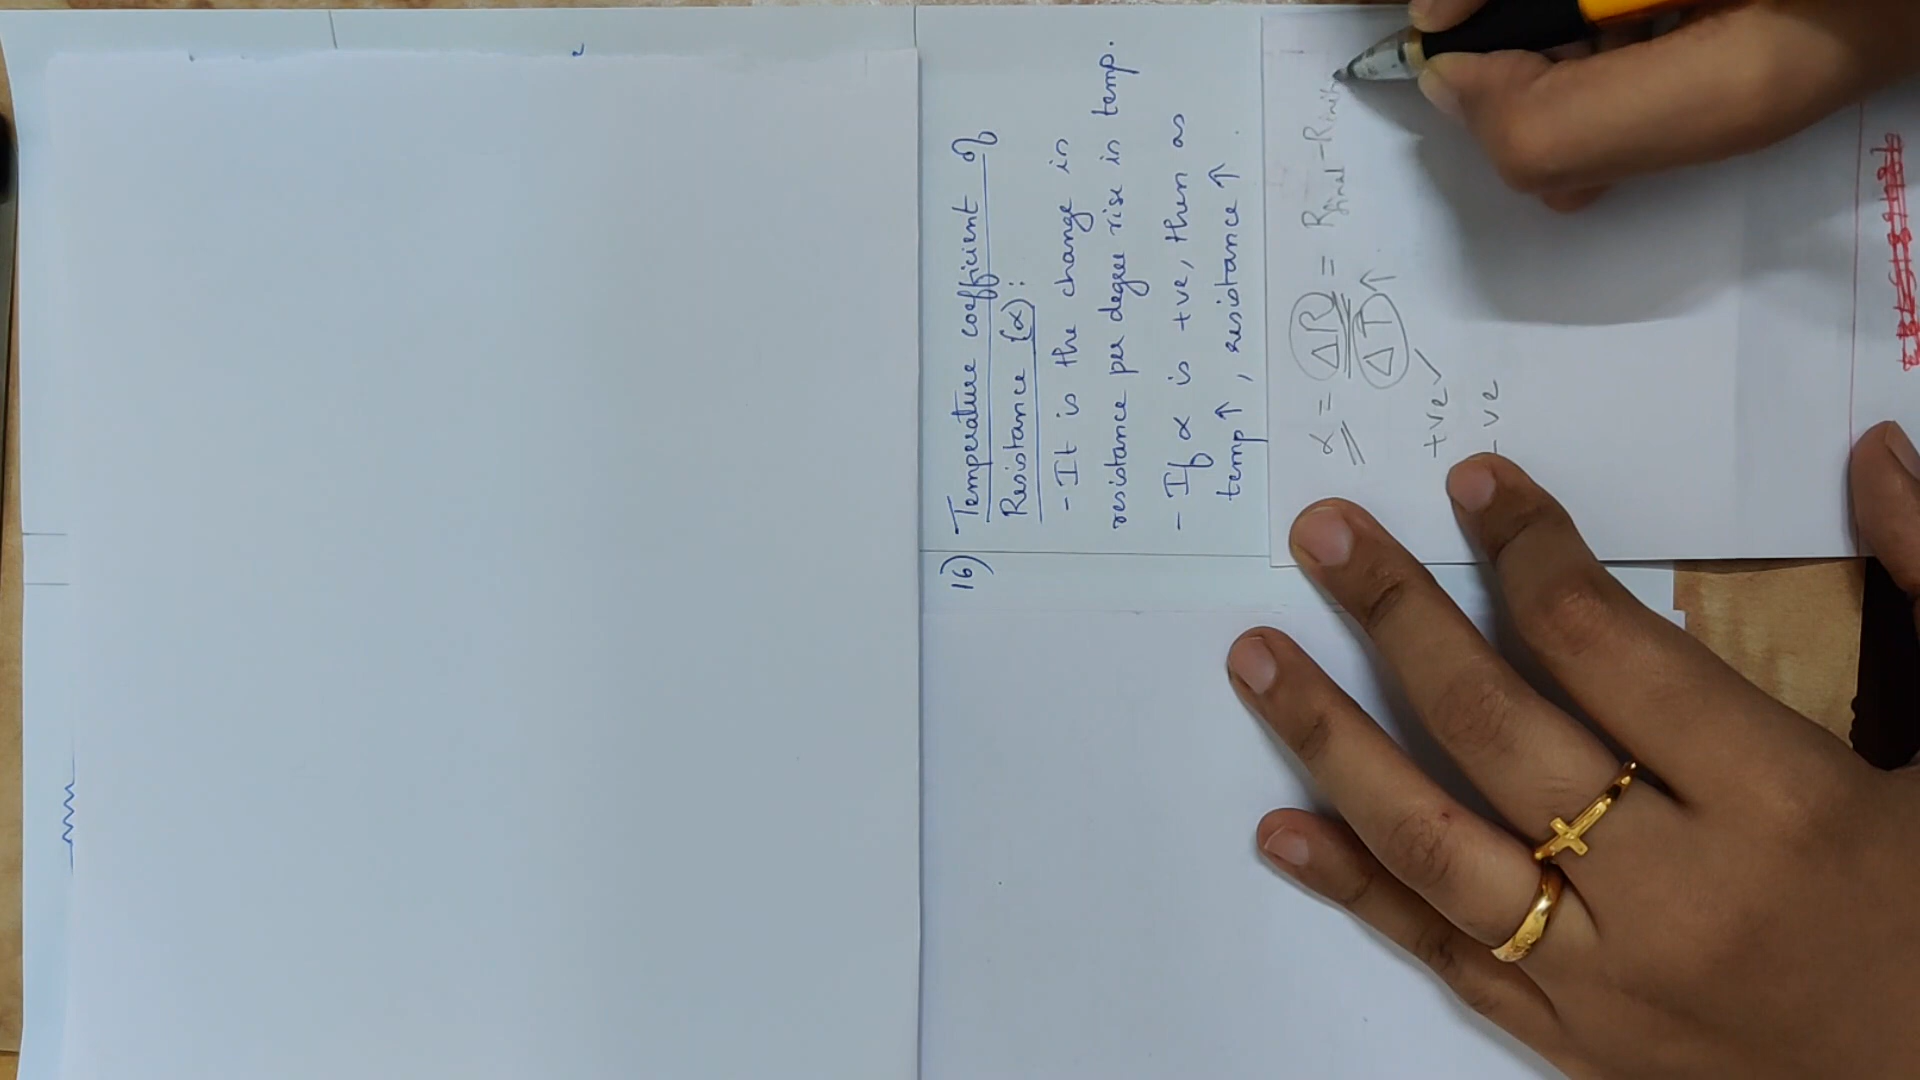 16) Temperature coefficient of
Resistance (α):
- It is the change in
resistance per degree rise in temp.
- If α is +ve, then as
temp↑, resistance↑.
α = ΔR = Rfinal - Rinit
ΔT↑
+ve
-ve